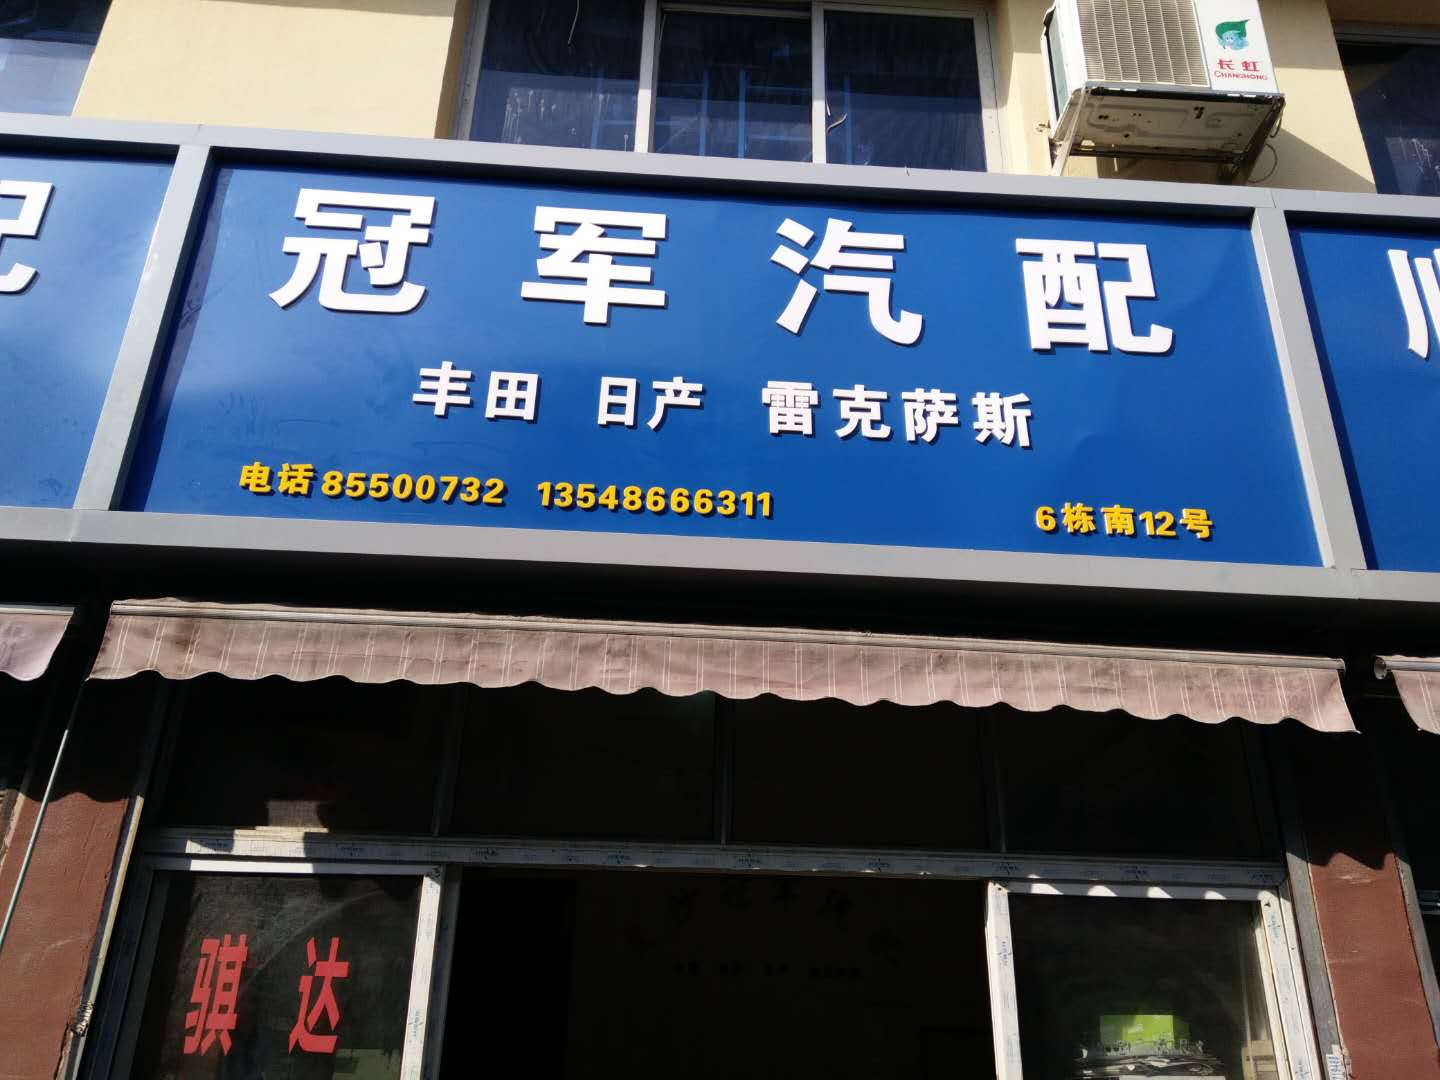 长虹
CHANGHONG
配
冠军汽配
丰田 日产 雷克萨斯
电话85500732 13548666311
6栋南12号
骐达